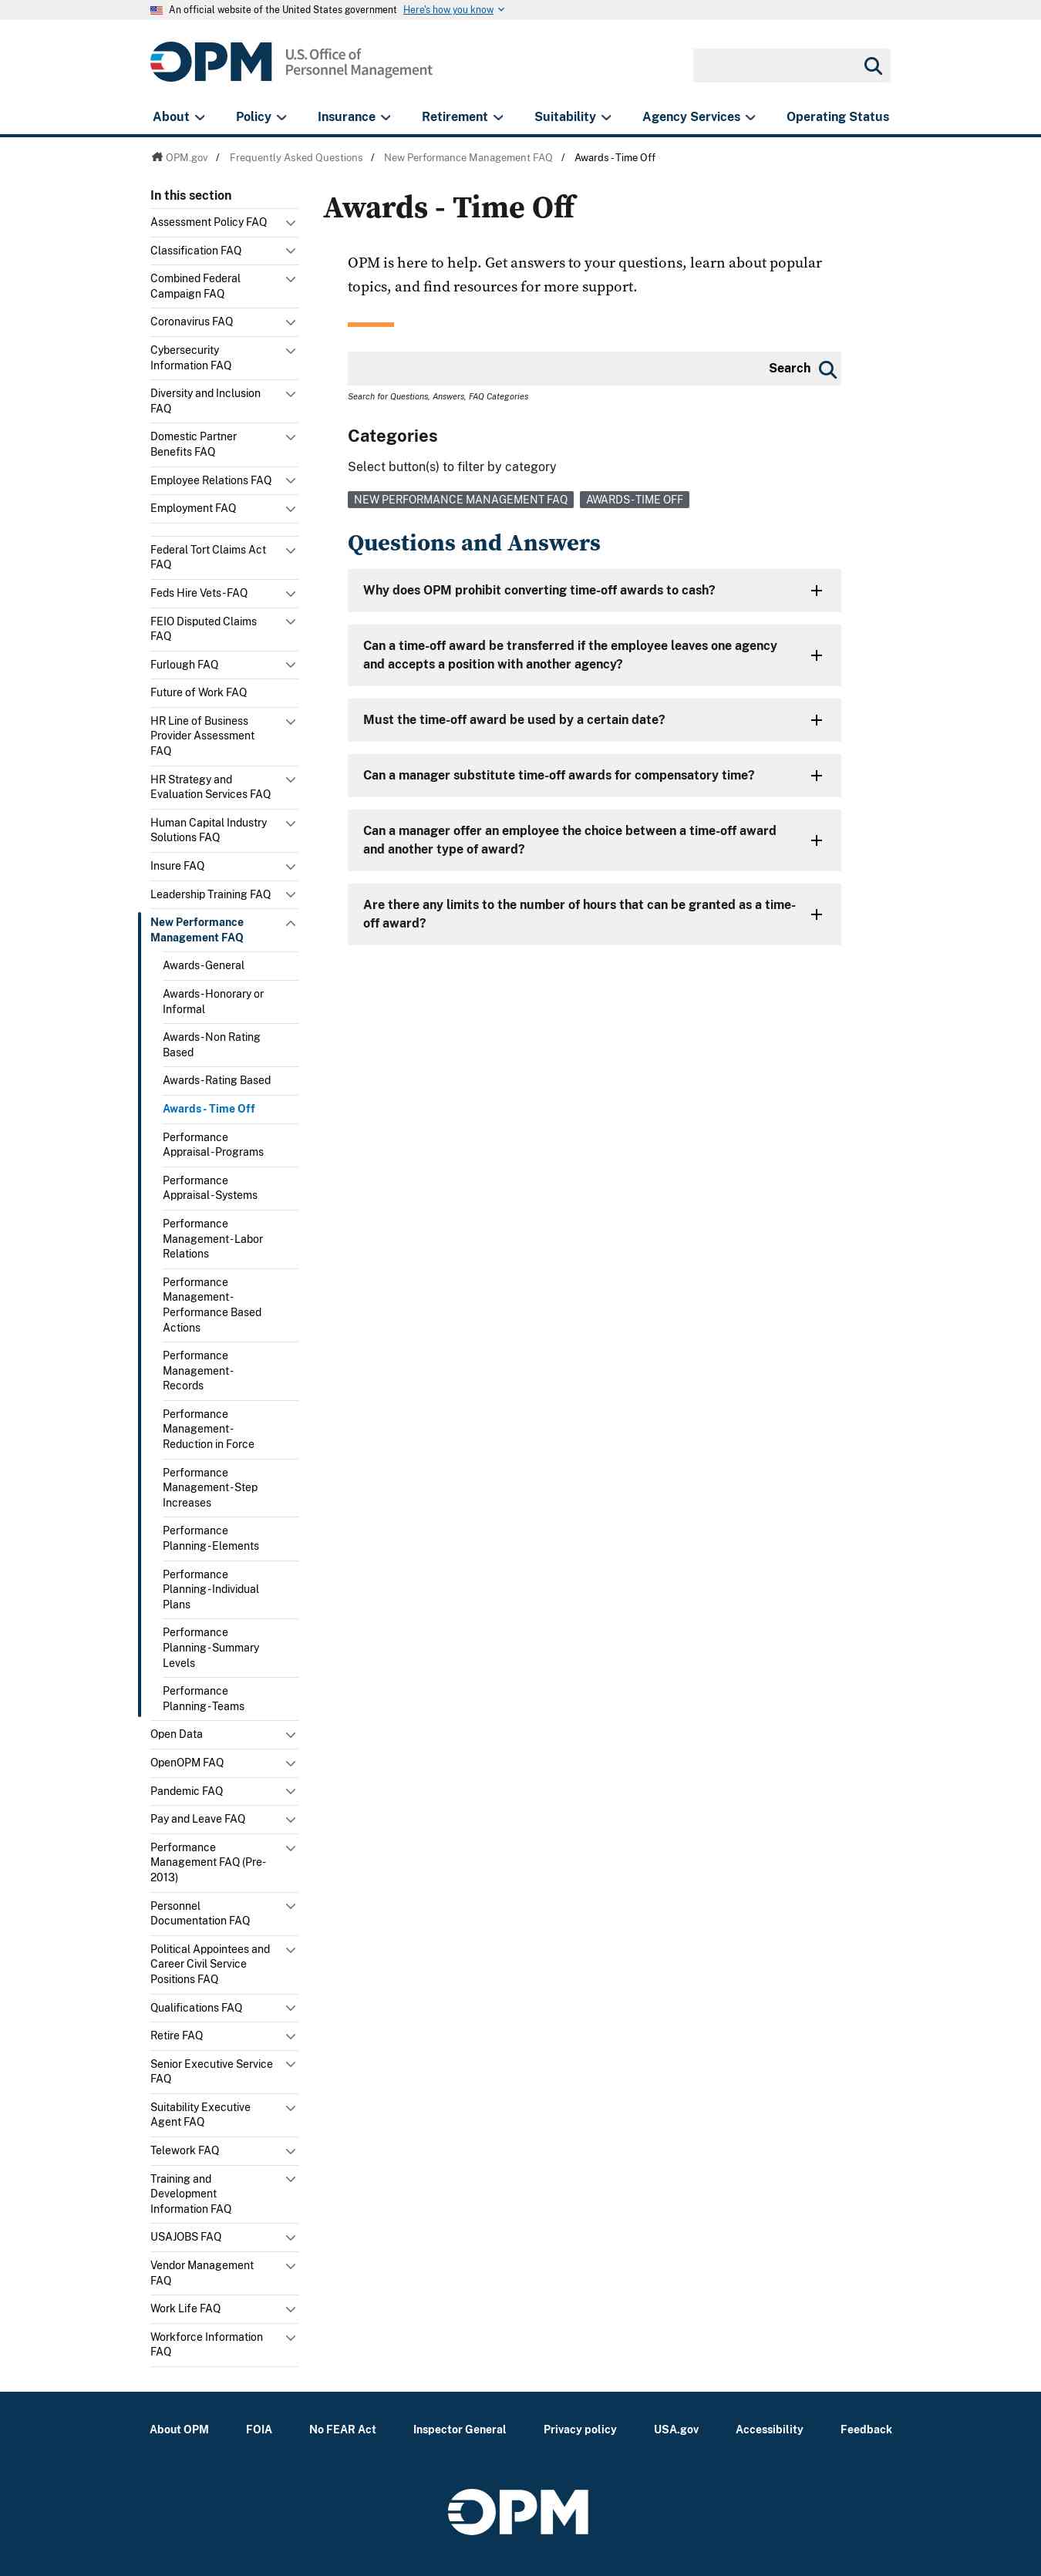 An official website of the United States government Here's how you know
OPM
U.S. Office of
Personnel Management
About
Policy
Insurance
Retirement
Suitability
Agency Services
Operating Status
OPM.gov / Frequently Asked Questions / New Performance Management FAQ / Awards - Time Off
In this section
Assessment Policy FAQ
Classification FAQ
Combined Federal
Campaign FAQ
Coronavirus FAQ
Cybersecurity
Information FAQ
Diversity and Inclusion
FAQ
Domestic Partner
Benefits FAQ
Employee Relations FAQ
Employment FAQ
Federal Tort Claims Act
FAQ
Feds Hire Vets - FAQ
FEIO Disputed Claims
FAQ
Furlough FAQ
Future of Work FAQ
HR Line of Business
Provider Assessment
FAQ
HR Strategy and
Evaluation Services FAQ
Human Capital Industry
Solutions FAQ
Insure FAQ
Leadership Training FAQ
New Performance
Management FAQ
Awards - General
Awards - Honorary or
Informal
Awards - Non Rating
Based
Awards - Rating Based
Awards - Time Off
Performance
Appraisal - Programs
Performance
Appraisal - Systems
Performance
Management - Labor
Relations
Performance
Management -
Performance Based
Actions
Performance
Management -
Records
Performance
Management -
Reduction in Force
Performance
Management - Step
Increases
Performance
Planning - Elements
Performance
Planning - Individual
Plans
Performance
Planning - Summary
Levels
Performance
Planning - Teams
Open Data
OpenOPM FAQ
Pandemic FAQ
Pay and Leave FAQ
Performance
Management FAQ (Pre-
2013)
Personnel
Documentation FAQ
Political Appointees and
Career Civil Service
Positions FAQ
Qualifications FAQ
Retire FAQ
Senior Executive Service
FAQ
Suitability Executive
Agent FAQ
Telework FAQ
Training and
Development
Information FAQ
USAJOBS FAQ
Vendor Management
FAQ
Work Life FAQ
Workforce Information
FAQ
Awards - Time Off
OPM is here to help. Get answers to your questions, learn about popular
topics, and find resources for more support.
Search
Search for Questions, Answers, FAQ Categories
Categories
Select button(s) to filter by category
NEW PERFORMANCE MANAGEMENT FAQ
AWARDS - TIME OFF
Questions and Answers
Why does OPM prohibit converting time-off awards to cash?
Can a time-off award be transferred if the employee leaves one agency
and accepts a position with another agency?
Must the time-off award be used by a certain date?
Can a manager substitute time-off awards for compensatory time?
Can a manager offer an employee the choice between a time-off award
and another type of award?
Are there any limits to the number of hours that can be granted as a time-
off award?
About OPM
FOIA
No FEAR Act
Inspector General
Privacy policy
USA.gov
Accessibility
Feedback
OPM